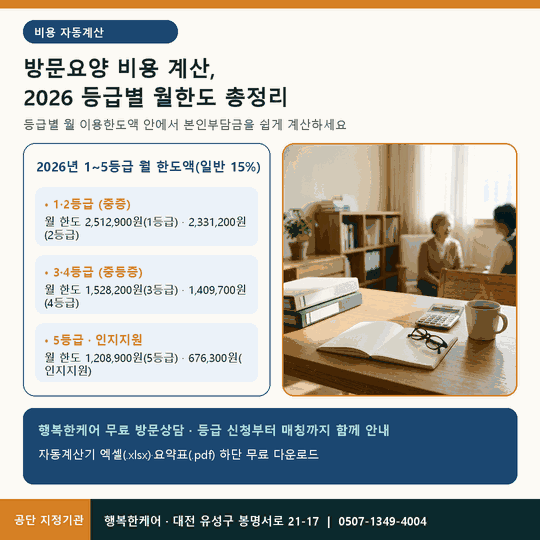 비용 자동계산
방문요양 비용 계산,
2026 등급별 월한도 총정리
등급별 월 이용한도액 안에서 본인부담금을 쉽게 계산하세요
2026년 1~5등급 월 한도액(일반 15%)
• 1·2등급 (중증)
월 한도 2,512,900원(1등급) · 2,331,200원
(2등급)
• 3·4등급 (중등증)
월 한도 1,528,200원(3등급) · 1,409,700원
(4등급)
• 5등급 · 인지지원
월 한도 1,208,900원(5등급) · 676,300원(
인지지원)
행복한케어 무료 방문상담 · 등급 신청부터 매칭까지 함께 안내
자동계산기 엑셀(.xlsx)·요약표(.pdf) 하단 무료 다운로드
공단 지정기관
행복한케어 · 대전 유성구 봉명서로 21-17 | 0507-1349-4004